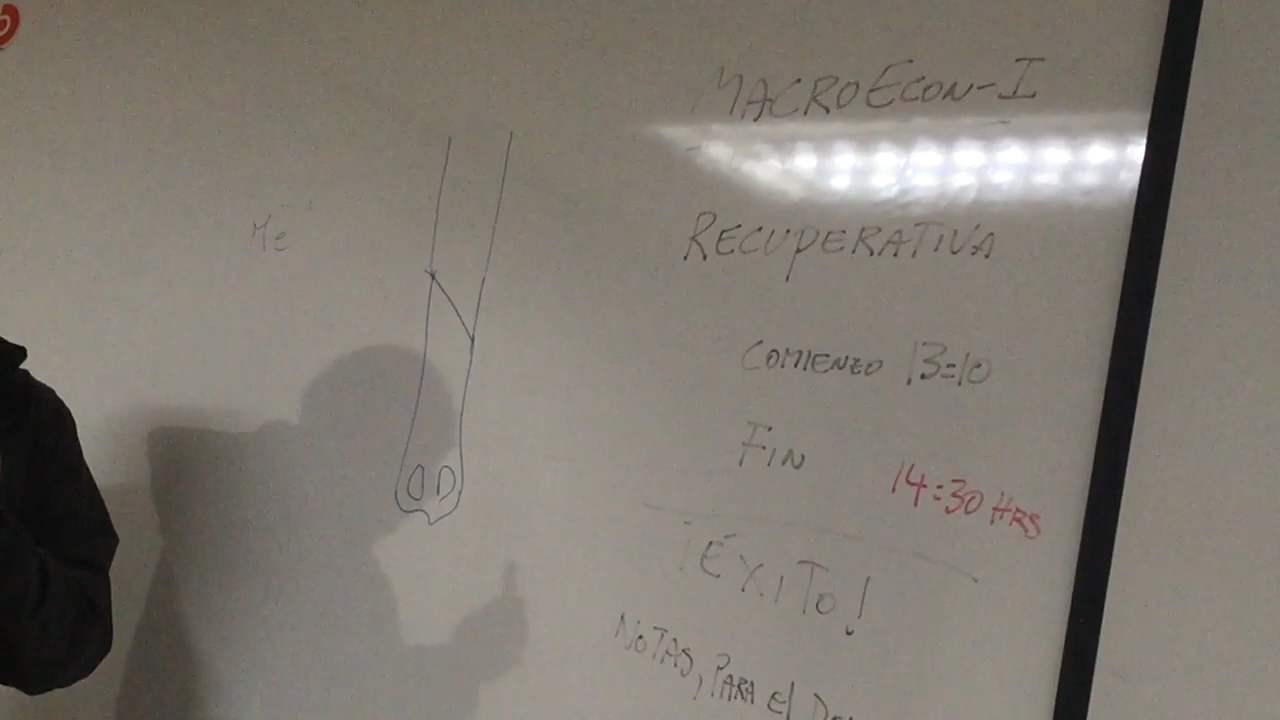 MACROECON-I
RECUPERATIVA
Me
COMIENZO 13:10
FIN 14:30 HRS
¡ÉXITO!
NOTAS, PARA El